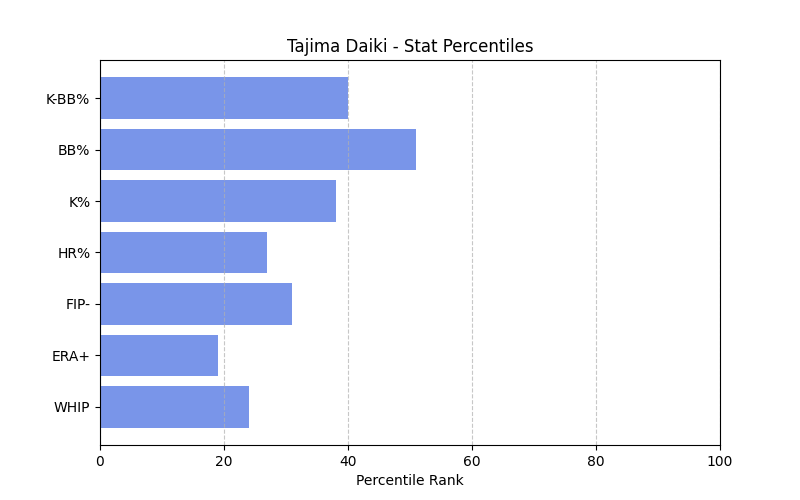 Tajima Daiki - Stat Percentiles
K-BB%
BB%
K%
HR%
FIP-
ERA+
WHIP
0 20 40 60 80 100
Percentile Rank